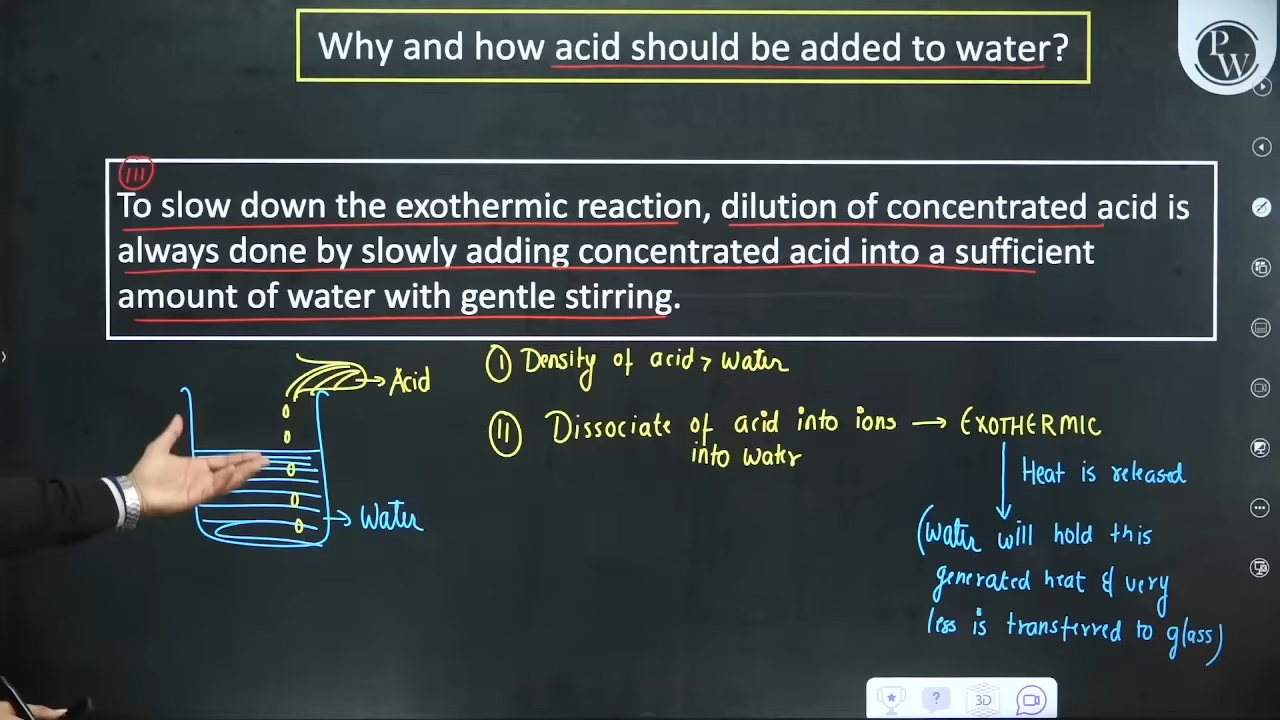 Why and how acid should be added to water?
PW
III
To slow down the exothermic reaction, dilution of concentrated acid is
always done by slowly adding concentrated acid into a sufficient
amount of water with gentle stirring.
Acid
Water
I Density of acid > water
II Dissociate of acid into ions → EXOTHERMIC
into water
Heat is released
(Water will hold this
generated heat & very
less is transferred to glass)
?
3D